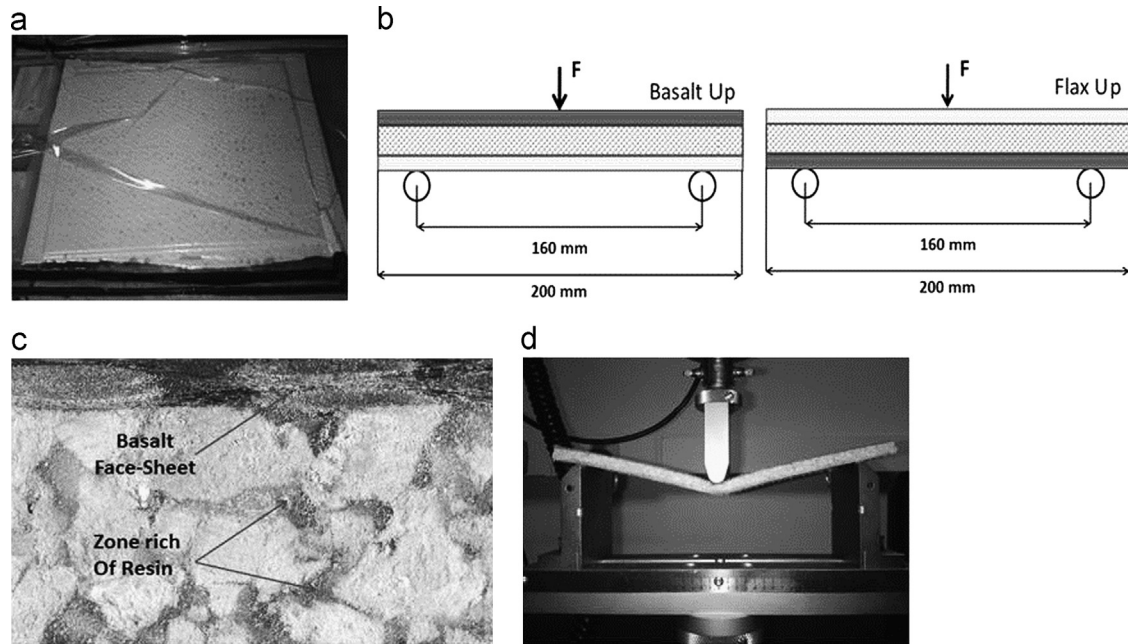 a
b
F
Basalt Up
160 mm
200 mm
F
Flax Up
160 mm
200 mm
c
Basalt
Face-Sheet
Zone rich
Of Resin
d